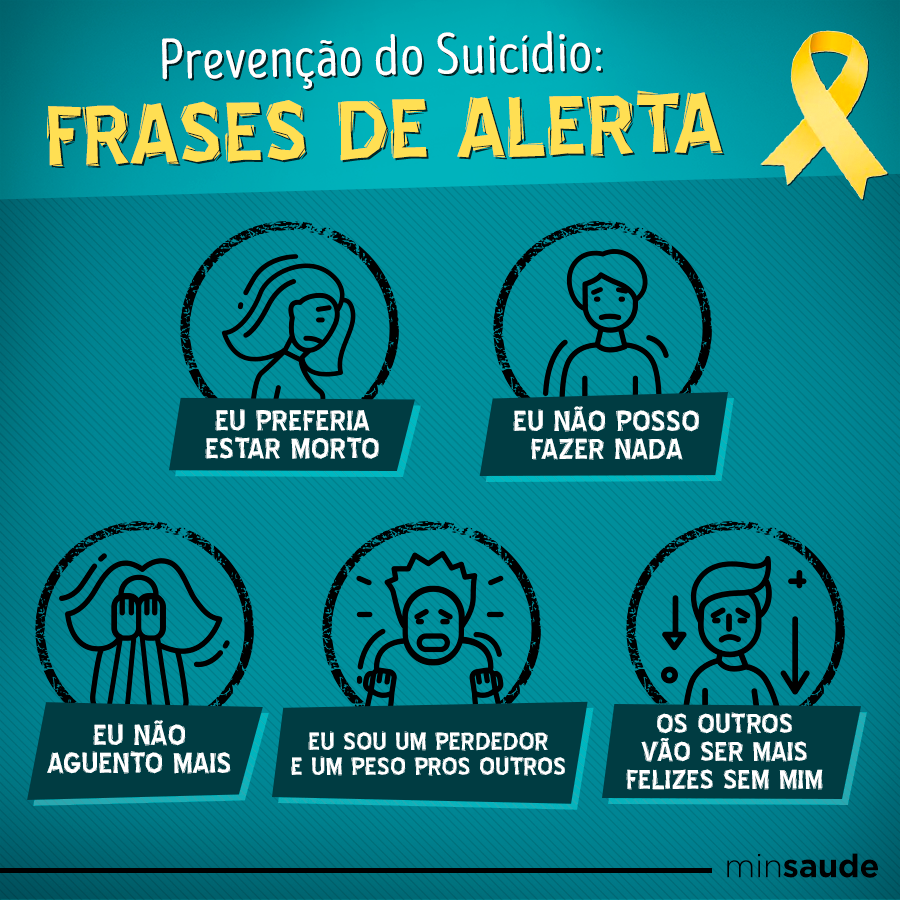 Prevenção do Suicídio:
FRASES DE ALERTA
EU PREFERIA
ESTAR MORTO
EU NÃO POSSO
FAZER NADA
EU NÃO
AGUENTO MAIS
EU SOU UM PERDEDOR
E UM PESO PROS OUTROS
OS OUTROS
VÃO SER MAIS
FELIZES SEM MIM
minsaude